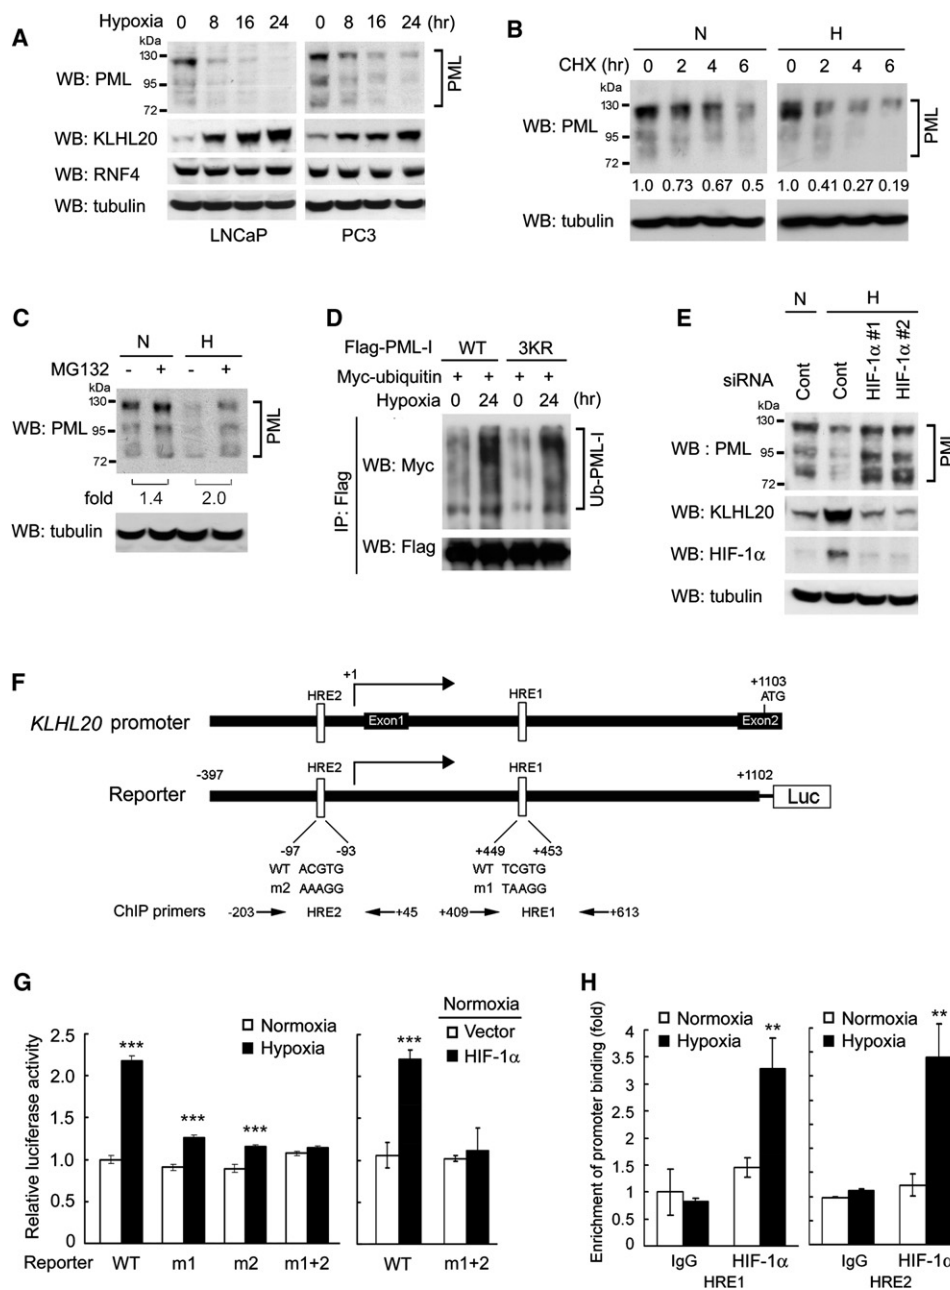 A
Hypoxia 0 8 16 24 0 8 16 24 (hr)
kDa
130
WB: PML 95
72
PML
WB: KLHL20
WB: RNF4
WB: tubulin
LNCaP PC3
B
N H
CHX (hr) 0 2 4 6 0 2 4 6
kDa
130
WB: PML
72
PML
1.0 0.73 0.67 0.5 1.0 0.41 0.27 0.19
WB: tubulin
C
N H
MG132 - + - +
kDa
130
WB: PML 95
72
PML
fold 1.4 2.0
WB: tubulin
D
Flag-PML-I WT 3KR
Myc-ubiquitin + + + +
Hypoxia 0 24 0 24 (hr)
IP: Flag
WB: Myc
Ub-PML-I
WB: Flag
E
N H
siRNA Cont Cont HIF-1α #1 HIF-1α #2
kDa
130
WB : PML 95
72
PML
WB: KLHL20
WB: HIF-1α
WB: tubulin
F
+1 +1103
HRE2 HRE1 ATG
KLHL20 promoter Exon1 Exon2
-397 HRE2 HRE1 +1102
Reporter Luc
-97 -93 +449 +453
WT ACGTG WT TCGTG
m2 AAAGG m1 TAAGG
ChIP primers -203 HRE2 +45 +409 HRE1 +613
G
Relative luciferase activity
2.5
2.0
1.5
1.0
0.5
0
*** *** ***
Normoxia
Hypoxia
Reporter WT m1 m2 m1+2
Normoxia
Vector
HIF-1α
***
WT m1+2
H
Enrichment of promoter binding (fold)
4
3.5
3
2.5
2
1.5
1
0.5
0
Normoxia
Hypoxia
**
IgG HIF-1α
HRE1
Normoxia
Hypoxia
**
IgG HIF-1α
HRE2